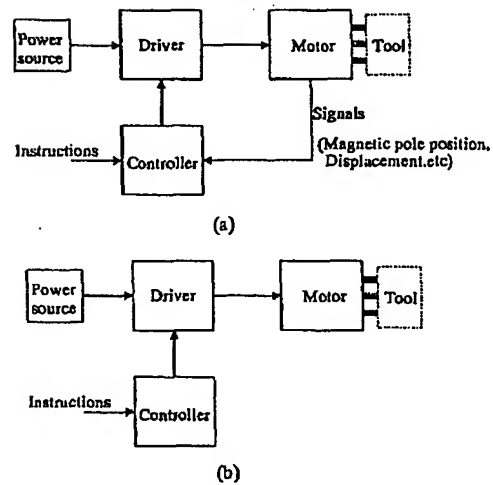 Power
source
Driver
Motor
Tool
Signals
(Magnetic pole position,
Displacement.etc)
Instructions
Controller
(a)
Power
source
Driver
Motor
Tool
Instructions
Controller
(b)